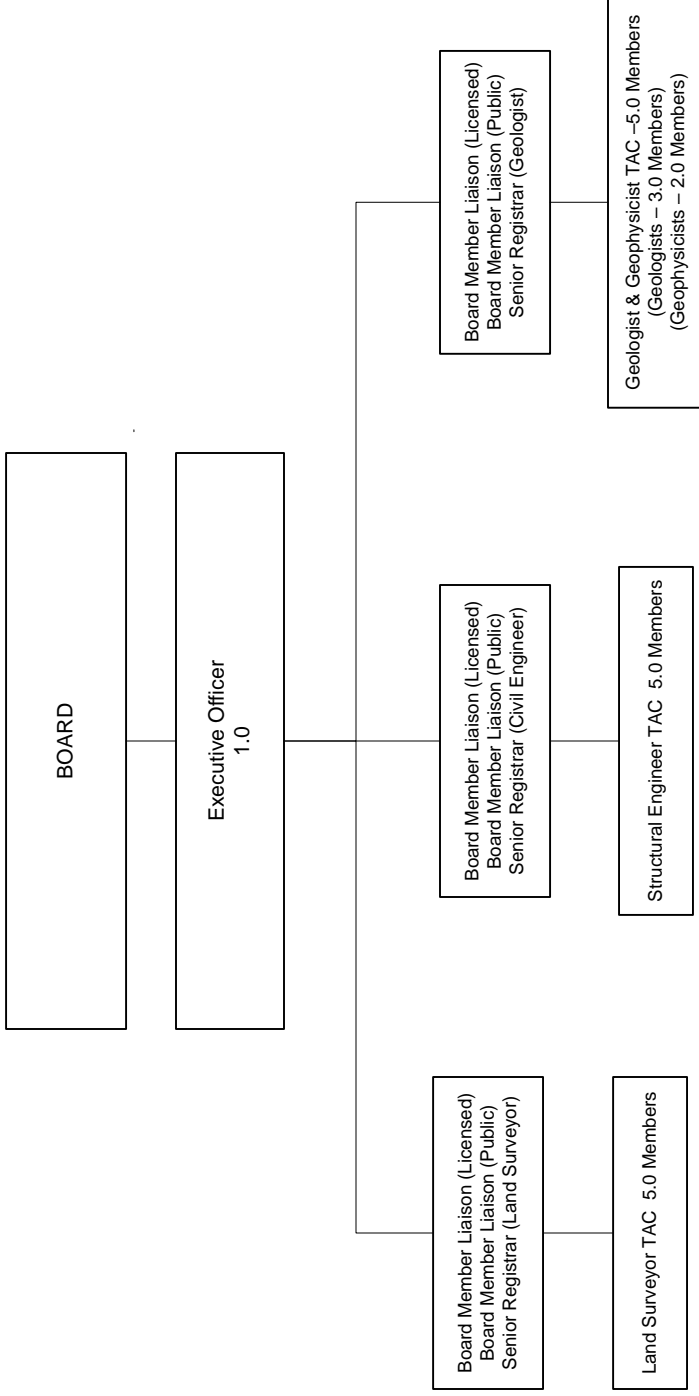 BOARD
Executive Officer
1.0
Board Member Liaison (Licensed)
Board Member Liaison (Public)
Senior Registrar (Land Surveyor)
Board Member Liaison (Licensed)
Board Member Liaison (Public)
Senior Registrar (Civil Engineer)
Board Member Liaison (Licensed)
Board Member Liaison (Public)
Senior Registrar (Geologist)
Land Surveyor TAC 5.0 Members
Structural Engineer TAC 5.0 Members
Geologist & Geophysicist TAC –5.0 Members
(Geologists – 3.0 Members)
(Geophysicists – 2.0 Members)